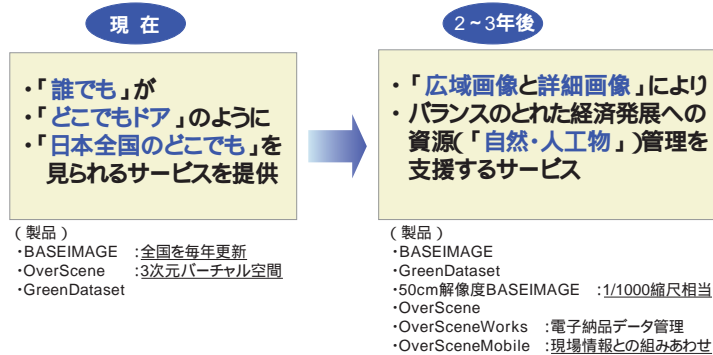 現 在
・「誰でも」が
・「どこでもドア」のように
・「日本全国のどこでも」を
見られるサービスを提供
(製品)
・BASEIMAGE :全国を毎年更新
・OverScene :3次元バーチャル空間
・GreenDataset
2~3年後
・「広域画像と詳細画像」により
・バランスのとれた経済発展への
資源(「自然・人工物」)管理を
支援するサービス
(製品)
・BASEIMAGE
・GreenDataset
・50cm解像度BASEIMAGE :1/1000縮尺相当
・OverScene
・OverSceneWorks :電子納品データ管理
・OverSceneMobile :現場情報との組みあわせ